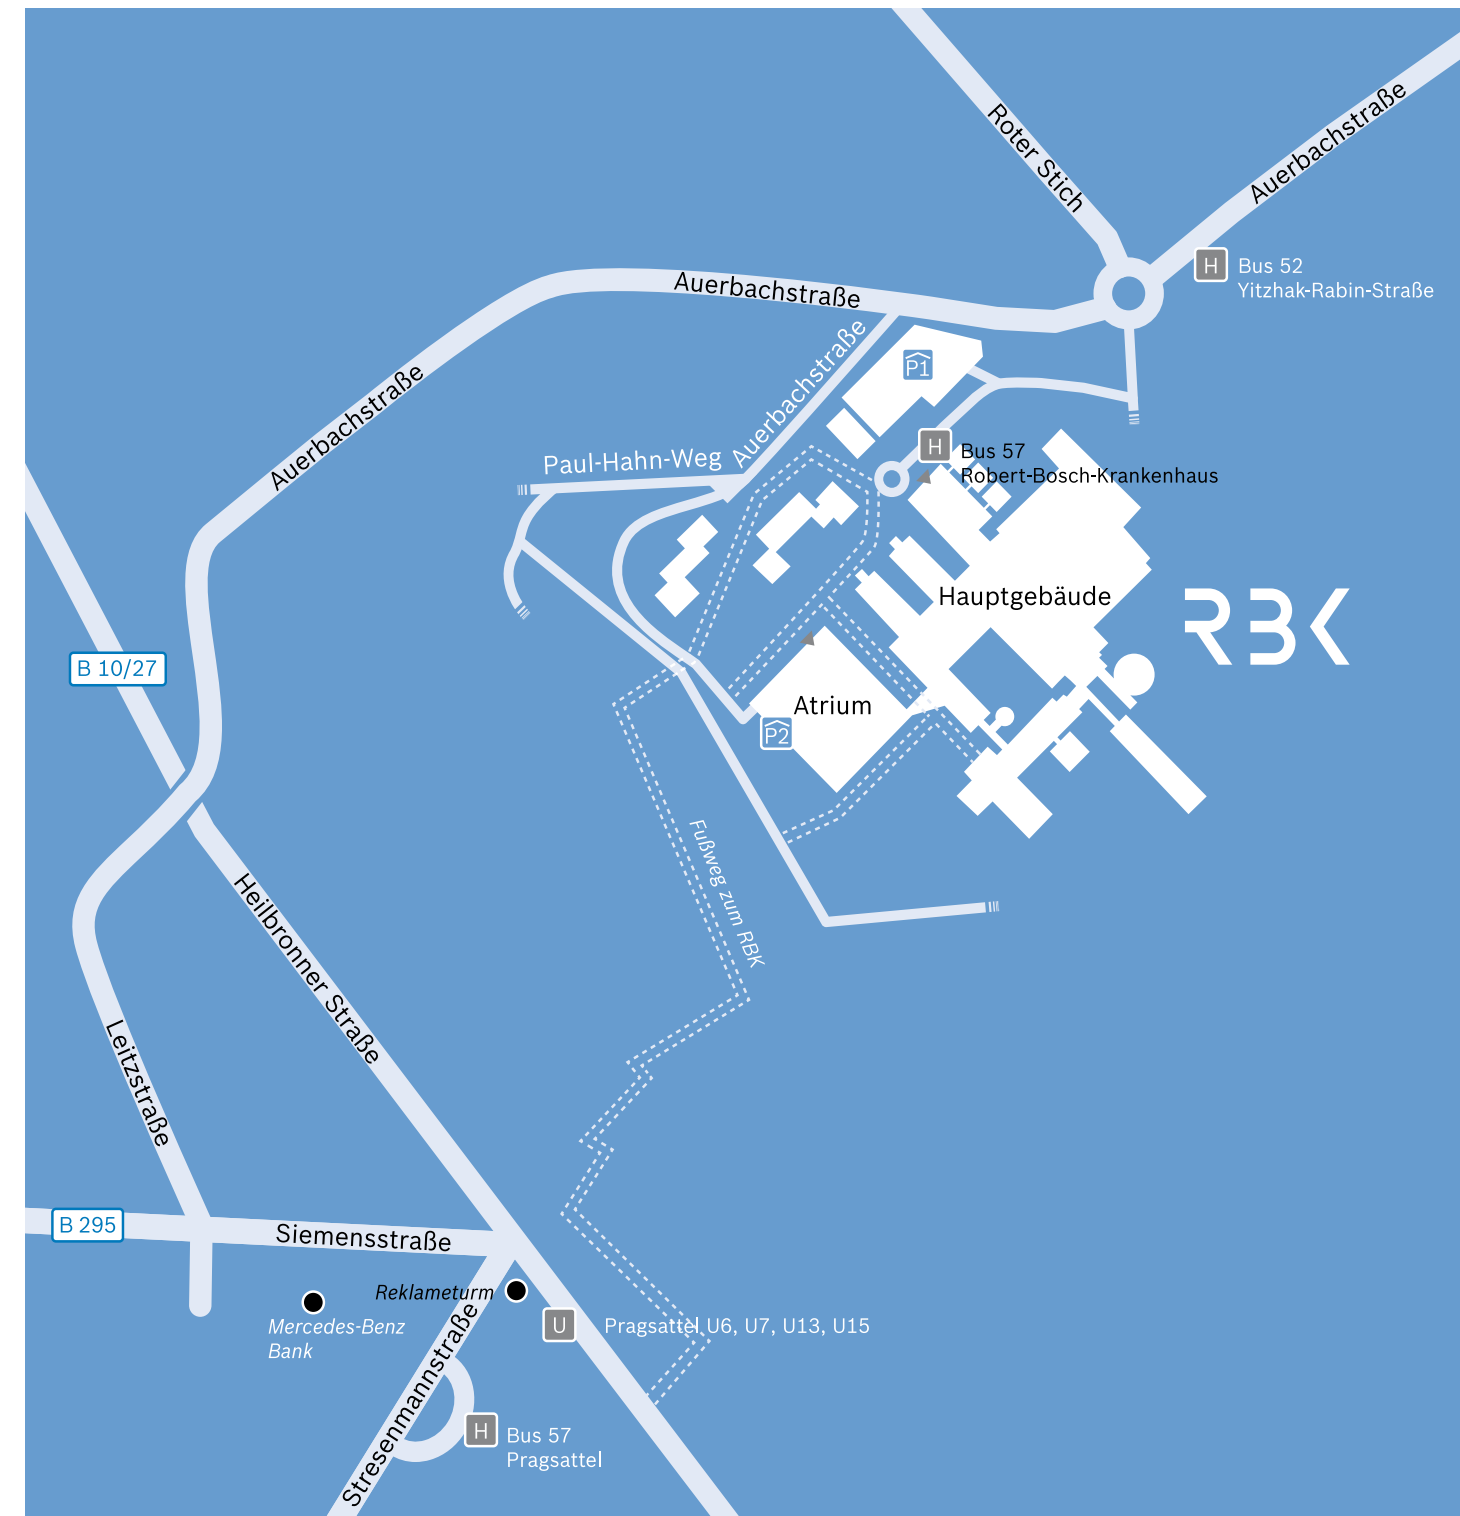 Roter Stich
Auerbachstraße
H
Bus 52
Yitzhak-Rabin-Straße
Auerbachstraße
Auerbachstraße
P1
Auerbachstraße
Paul-Hahn-Weg
H
Bus 57
Robert-Bosch-Krankenhaus
Hauptgebäude
RBK
B 10/27
Atrium
P2
Fußweg zum RBK
Heilbronner Straße
Leitzstraße
B 295
Siemensstraße
Reklameturm
Mercedes-Benz
Bank
U
Pragsattel U6, U7, U13, U15
Stresemannstraße
H
Bus 57
Pragsattel